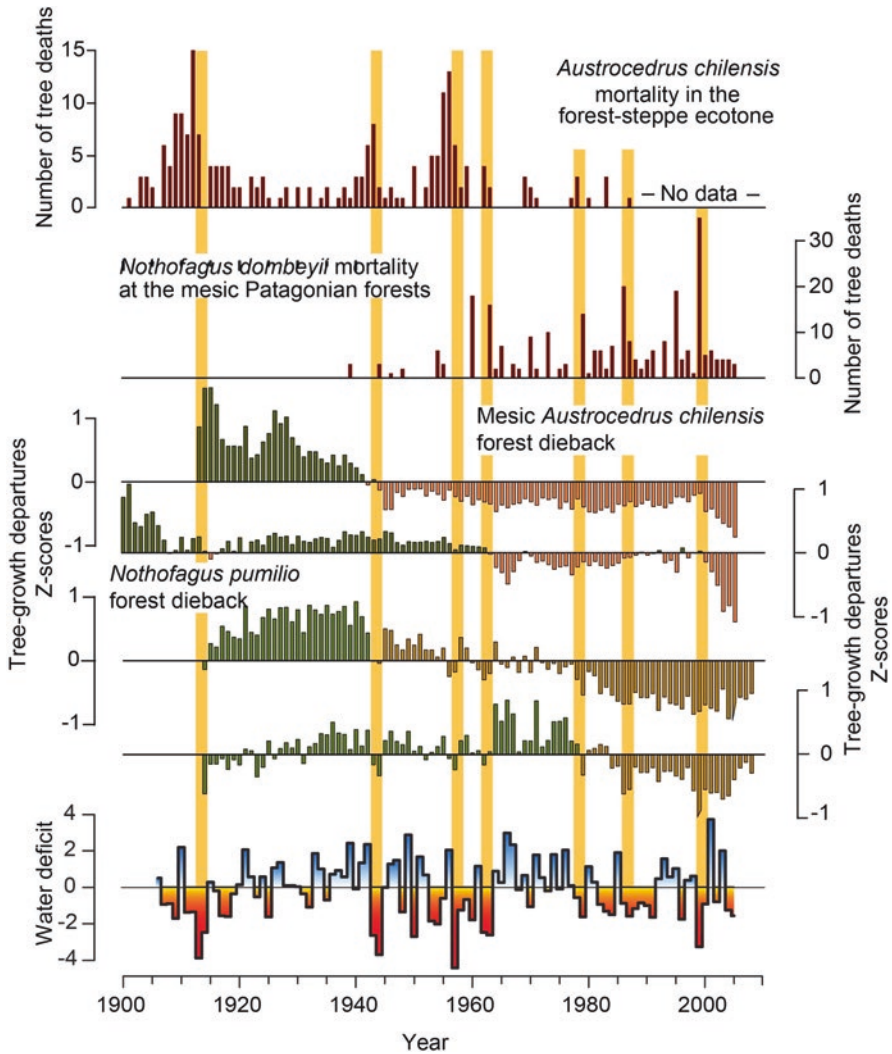 Number of tree deaths
15
10
5
0
Austrocedrus chilensis
mortality in the
forest-steppe ecotone
– No data –
Nothofagus dombeyii mortality
at the mesic Patagonian forests
30
20
10
0
Number of tree deaths
Mesic Austrocedrus chilensis
forest dieback
1
0
-1
Tree-growth departures
Z-scores
1
0
-1
Nothofagus pumilio
forest dieback
1
0
-1
Tree-growth departures
Z-scores
1
0
-1
Water deficit
4
2
0
-2
-4
1900
1920
1940
1960
1980
2000
Year